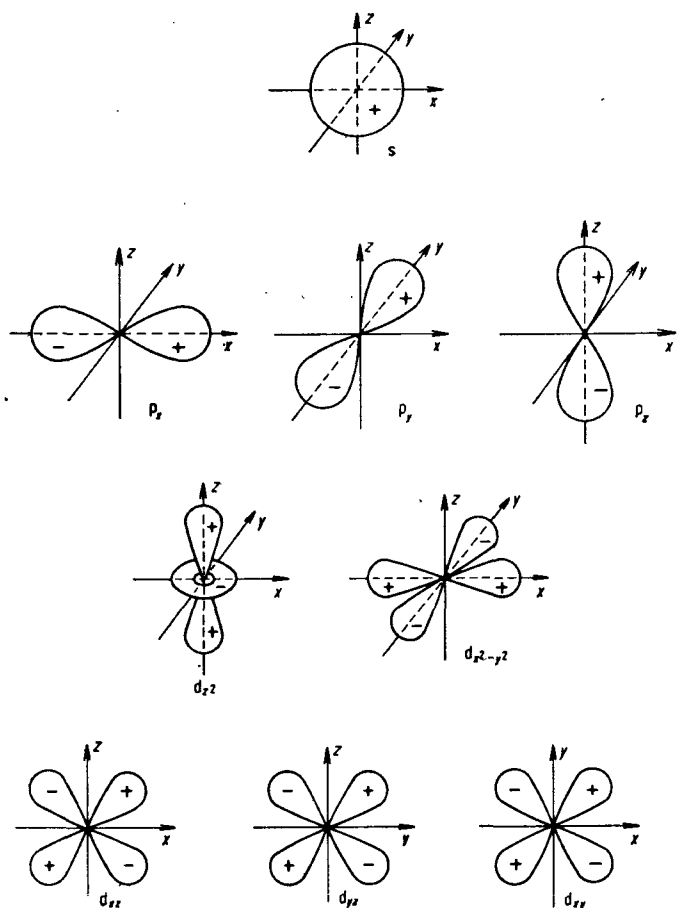 z
y
+
x
s
z
y
− +
x
p_x
z
y
+
−
x
p_y
z
y
+
−
x
p_z
z
y
+
−
+
x
d_z²
z
y
−
+ +
−
x
d_x²−y²
z
− +
+ −
x
d_xz
z
− +
+ −
y
d_yz
y
− +
+ −
x
d_xy